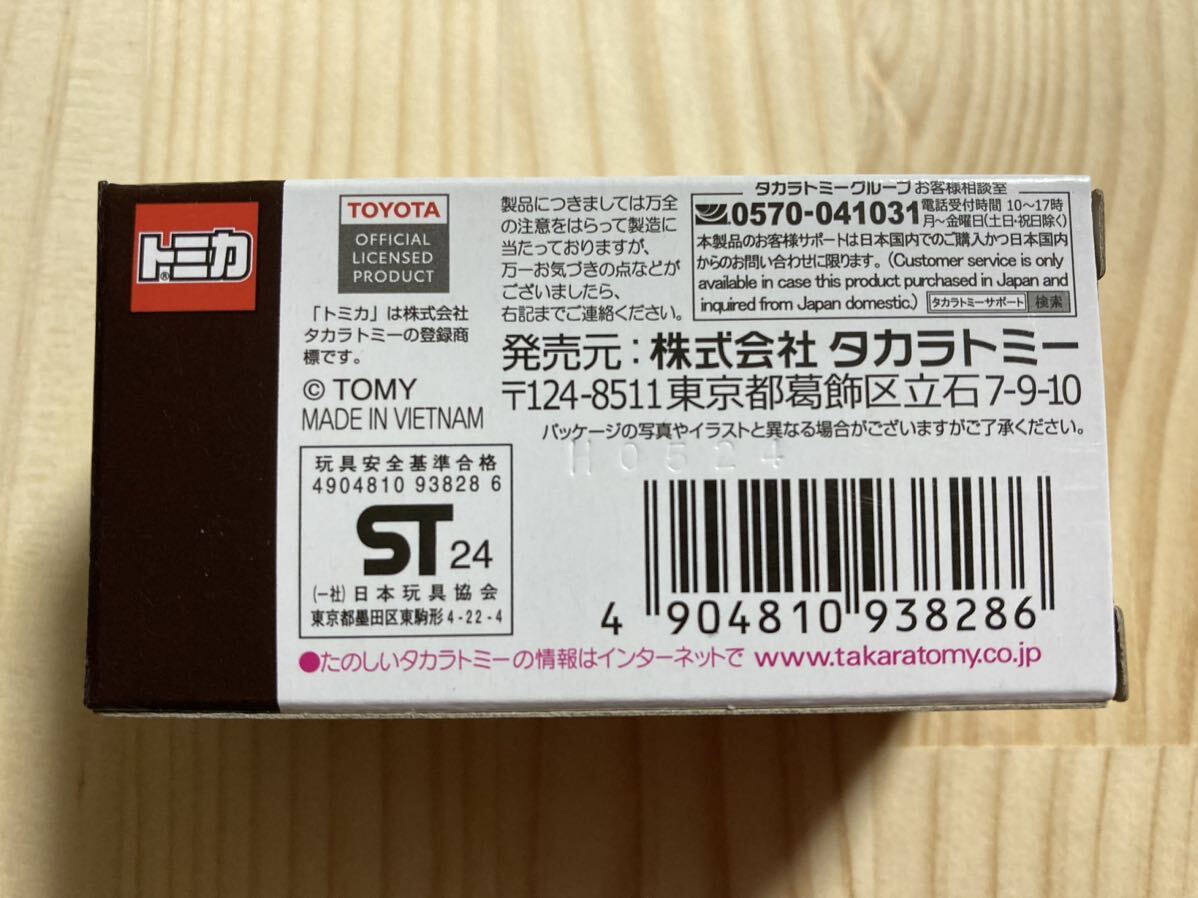 トミカ®
TOYOTA
OFFICIAL
LICENSED
PRODUCT
「トミカ」は株式会社
タカラトミーの登録商
標です。
© TOMY
MADE IN VIETNAM
製品につきましては万全
の注意をはらって製造に
当たっておりますが、
万一お気づきの点などが
ございましたら、
右記までご連絡ください。
タカラトミーグループ お客様相談室
0570-041031 電話受付時間 10〜17時
月〜金曜日(土日・祝日除く)
本製品のお客様サポートは日本国内でのご購入かつ日本国内
からのお問い合わせに限ります。(Customer service is only
available in case this product purchased in Japan and
inquired from Japan domestic.) タカラトミーサポート 検索
発売元:株式会社 タカラトミー
〒124-8511 東京都葛飾区立石7-9-10
パッケージの写真やイラストと異なる場合がございますがご了承ください。
H0524
玩具安全基準合格
4904810 93828 6
ST 24
(一社)日本玩具協会
東京都墨田区東駒形4-22-4
4 904810 938286
●たのしいタカラトミーの情報はインターネットで www.takaratomy.co.jp